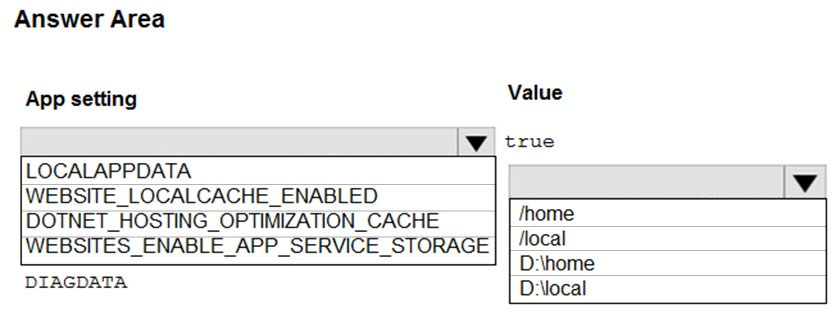 Answer Area
App setting
Value
true
LOCALAPPDATA
WEBSITE_LOCALCACHE_ENABLED
DOTNET_HOSTING_OPTIMIZATION_CACHE
WEBSITES_ENABLE_APP_SERVICE_STORAGE
DIAGDATA
/home
/local
D:\home
D:\local